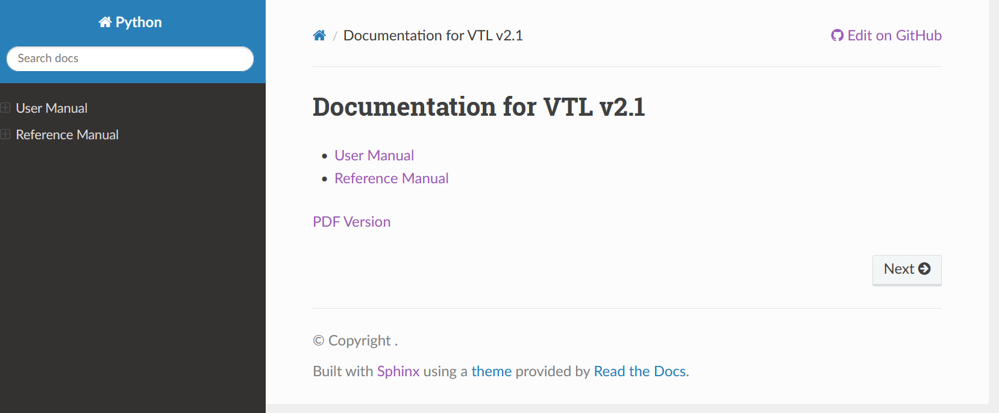 Python
Search docs
User Manual
Reference Manual
/ Documentation for VTL v2.1
Edit on GitHub
Documentation for VTL v2.1
• User Manual
• Reference Manual
PDF Version
Next
© Copyright .
Built with Sphinx using a theme provided by Read the Docs.